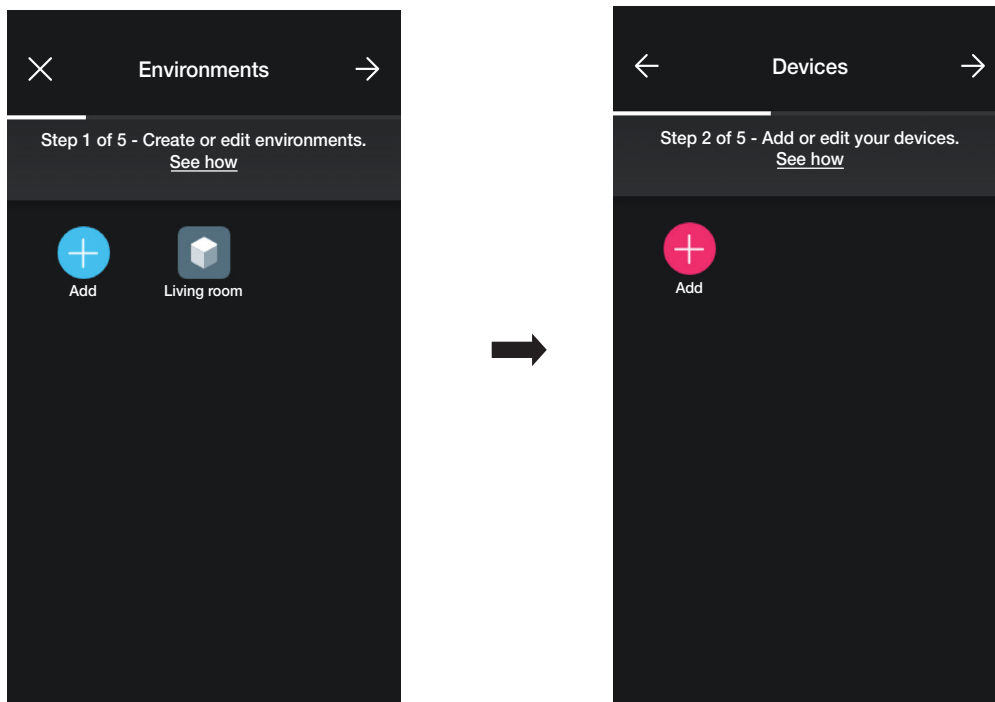 Environments
Step 1 of 5 - Create or edit environments.
See how
Add
Living room
Devices
Step 2 of 5 - Add or edit your devices.
See how
Add